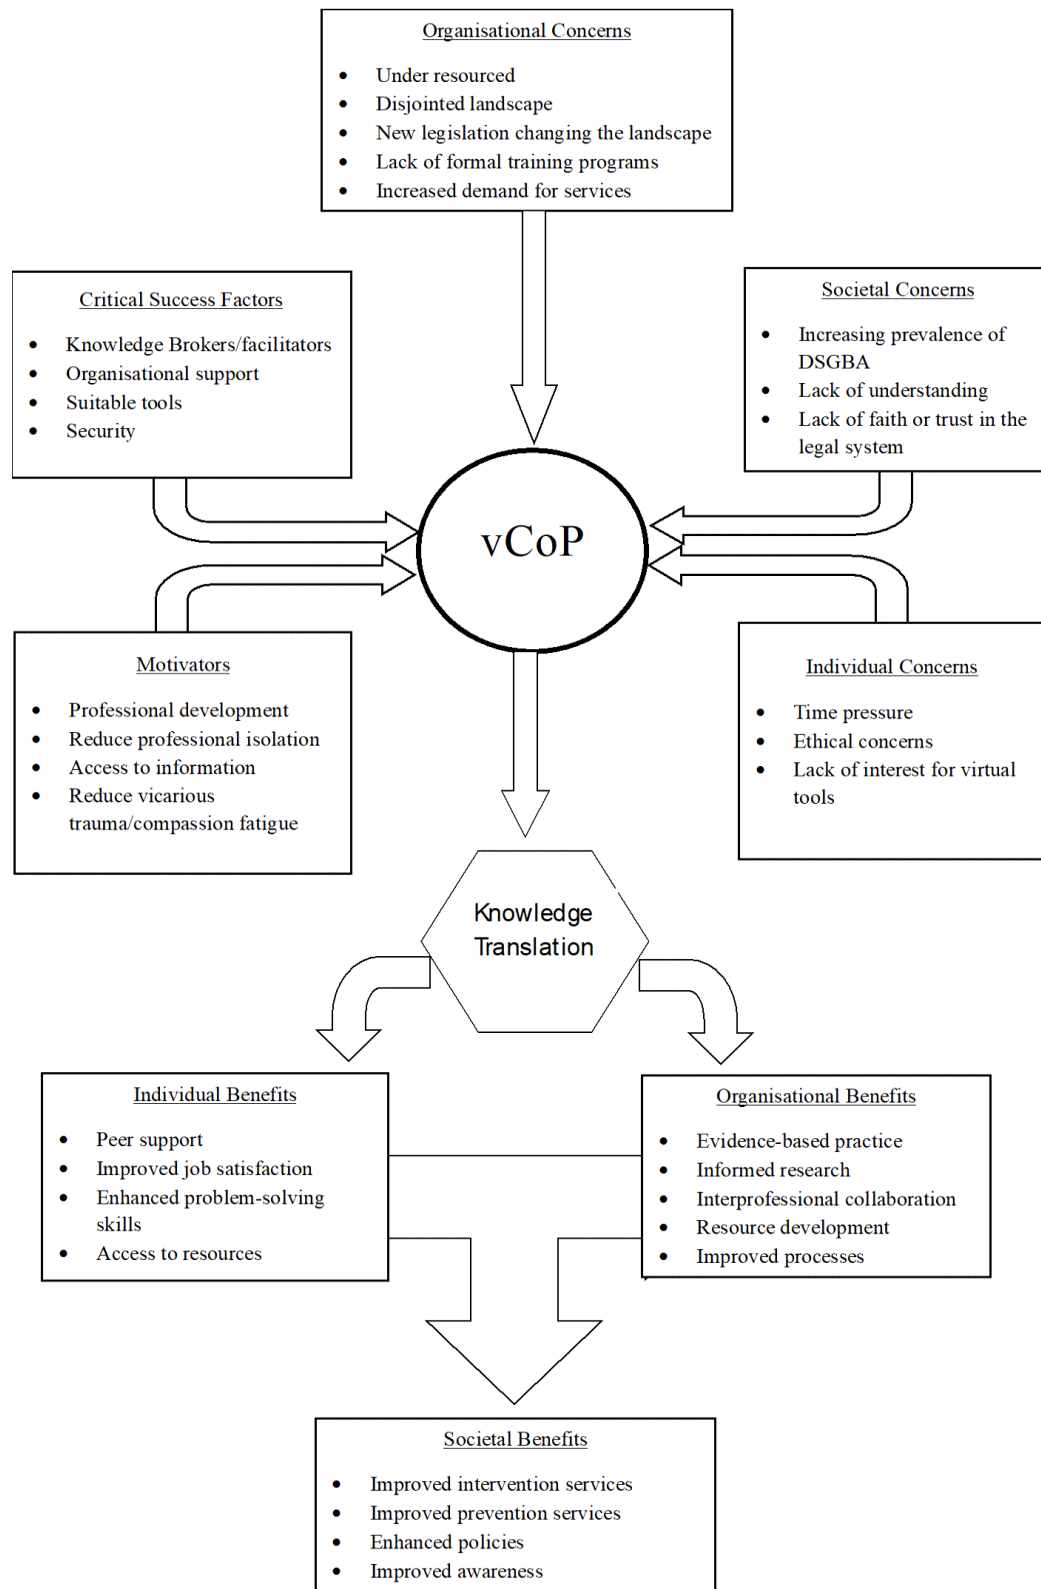 Organisational Concerns
• Under resourced
• Disjointed landscape
• New legislation changing the landscape
• Lack of formal training programs
• Increased demand for services
Critical Success Factors
• Knowledge Brokers/facilitators
• Organisational support
• Suitable tools
• Security
Societal Concerns
• Increasing prevalence of
DSGBA
• Lack of understanding
• Lack of faith or trust in the
legal system
vCoP
Motivators
• Professional development
• Reduce professional isolation
• Access to information
• Reduce vicarious
trauma/compassion fatigue
Individual Concerns
• Time pressure
• Ethical concerns
• Lack of interest for virtual
tools
Knowledge
Translation
Individual Benefits
• Peer support
• Improved job satisfaction
• Enhanced problem-solving
skills
• Access to resources
Organisational Benefits
• Evidence-based practice
• Informed research
• Interprofessional collaboration
• Resource development
• Improved processes
Societal Benefits
• Improved intervention services
• Improved prevention services
• Enhanced policies
• Improved awareness